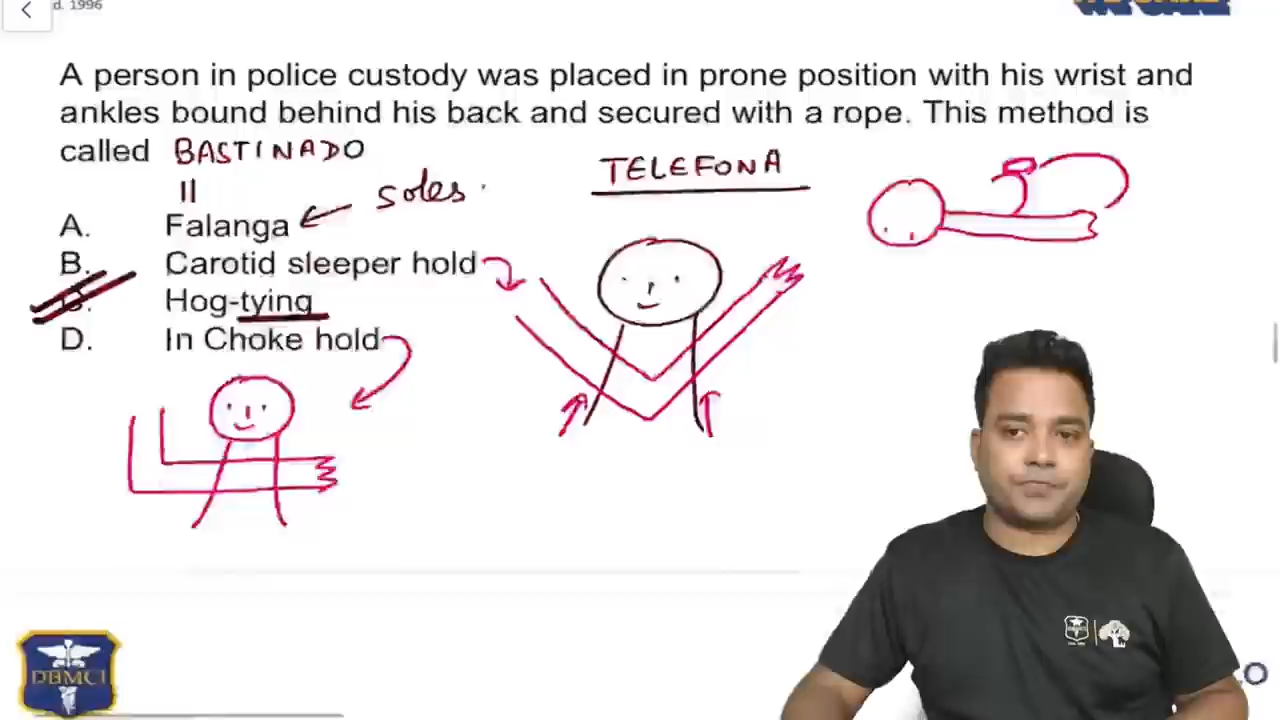 d. 1996
A person in police custody was placed in prone position with his wrist and
ankles bound behind his back and secured with a rope. This method is
called BASTINADO
TELEFONA
soles
A. Falanga
B. Carotid sleeper hold
Hog-tying
D. In Choke hold
DBMCI